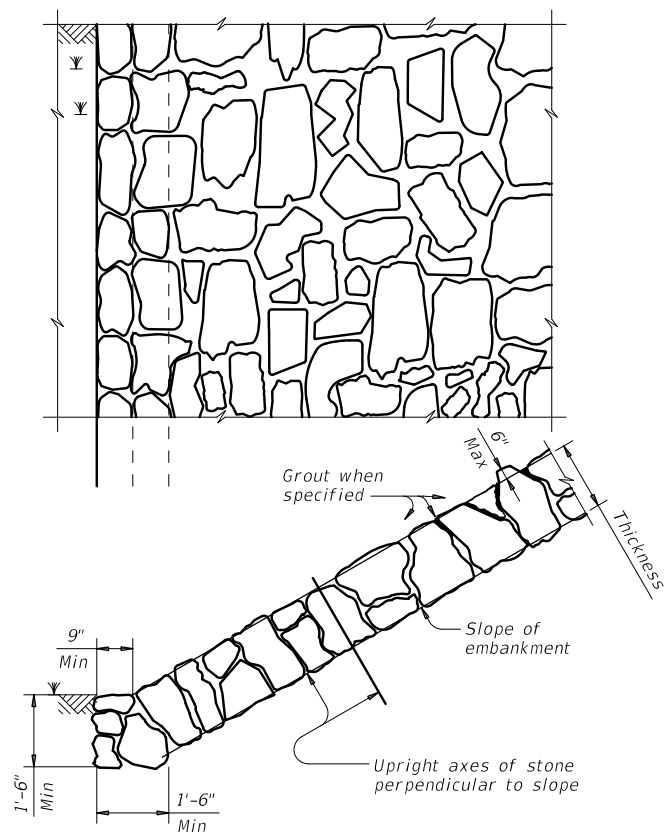 6"
Max
Grout when
specified
Thickness
9"
Min
Slope of
embankment
1'-6"
Min
Upright axes of stone
perpendicular to slope
1'-6"
Min